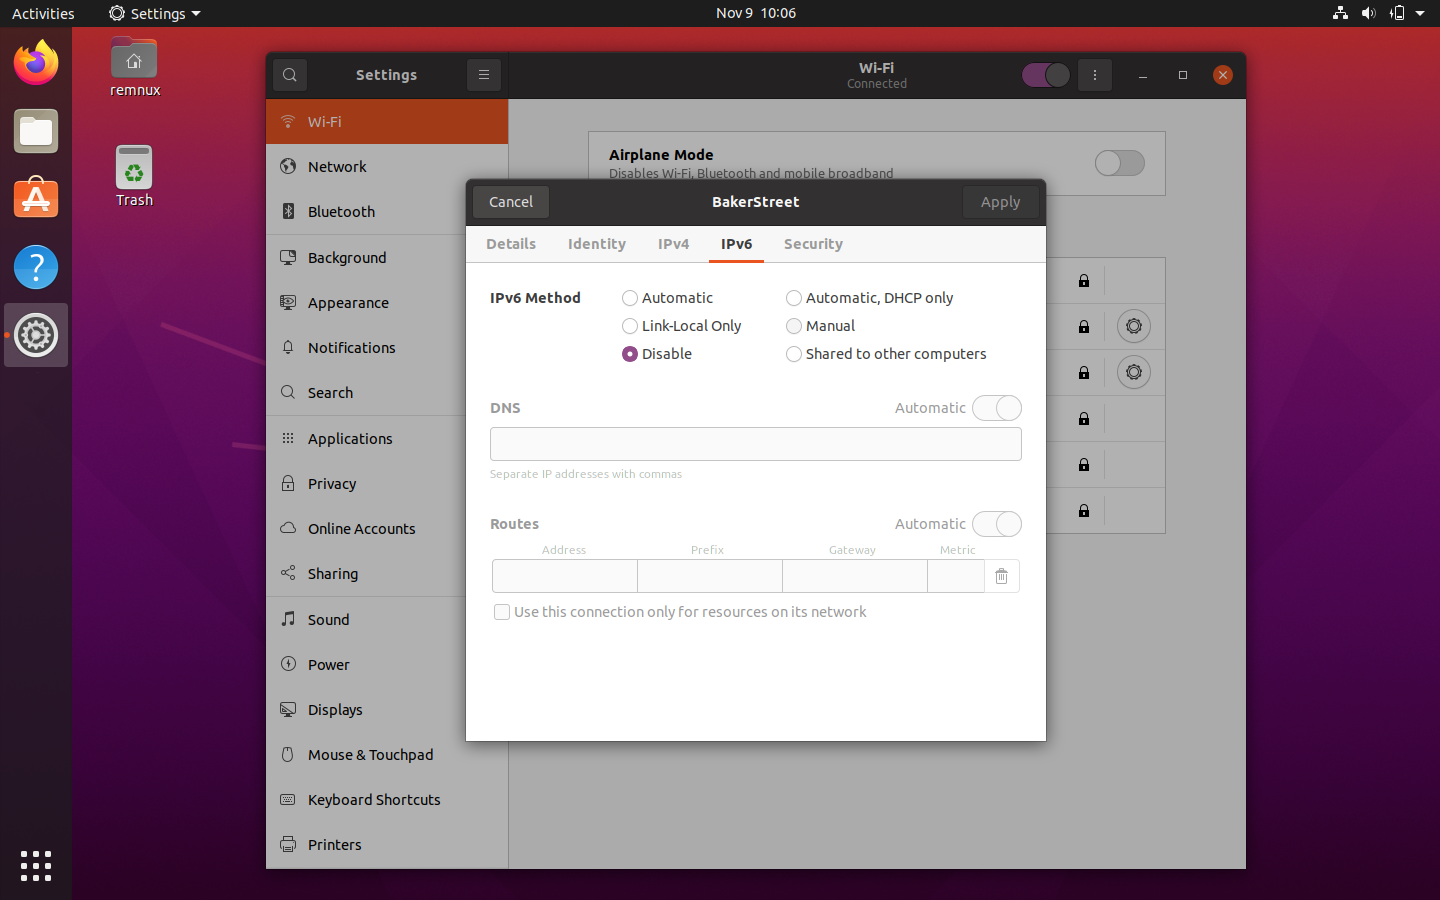 Activities
Settings
Nov 9 10:06
remnux
Trash
Settings
Wi-Fi
Connected
Wi-Fi
Network
Bluetooth
Background
Appearance
Notifications
Search
Applications
Privacy
Online Accounts
Sharing
Sound
Power
Displays
Mouse & Touchpad
Keyboard Shortcuts
Printers
Airplane Mode
Disables Wi-Fi, Bluetooth and mobile broadband
Cancel
BakerStreet
Apply
Details
Identity
IPv4
IPv6
Security
IPv6 Method
Automatic
Automatic, DHCP only
Link-Local Only
Manual
Disable
Shared to other computers
DNS
Automatic
Separate IP addresses with commas
Routes
Automatic
Address
Prefix
Gateway
Metric
Use this connection only for resources on its network